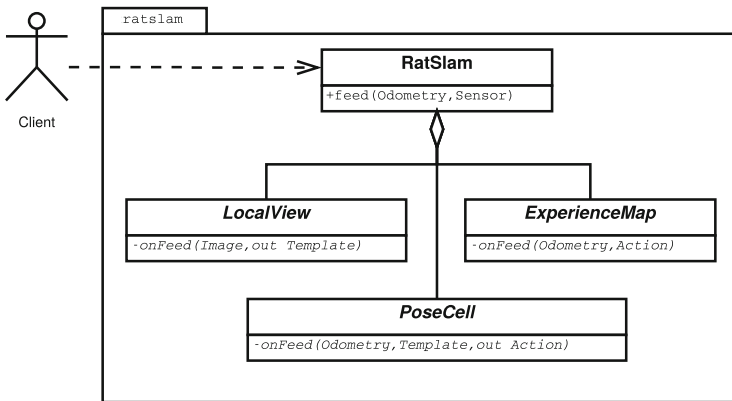 ratslam
RatSlam
+feed(Odometry,Sensor)
Client
LocalView
-onFeed(Image,out Template)
ExperienceMap
-onFeed(Odometry,Action)
PoseCell
-onFeed(Odometry,Template,out Action)